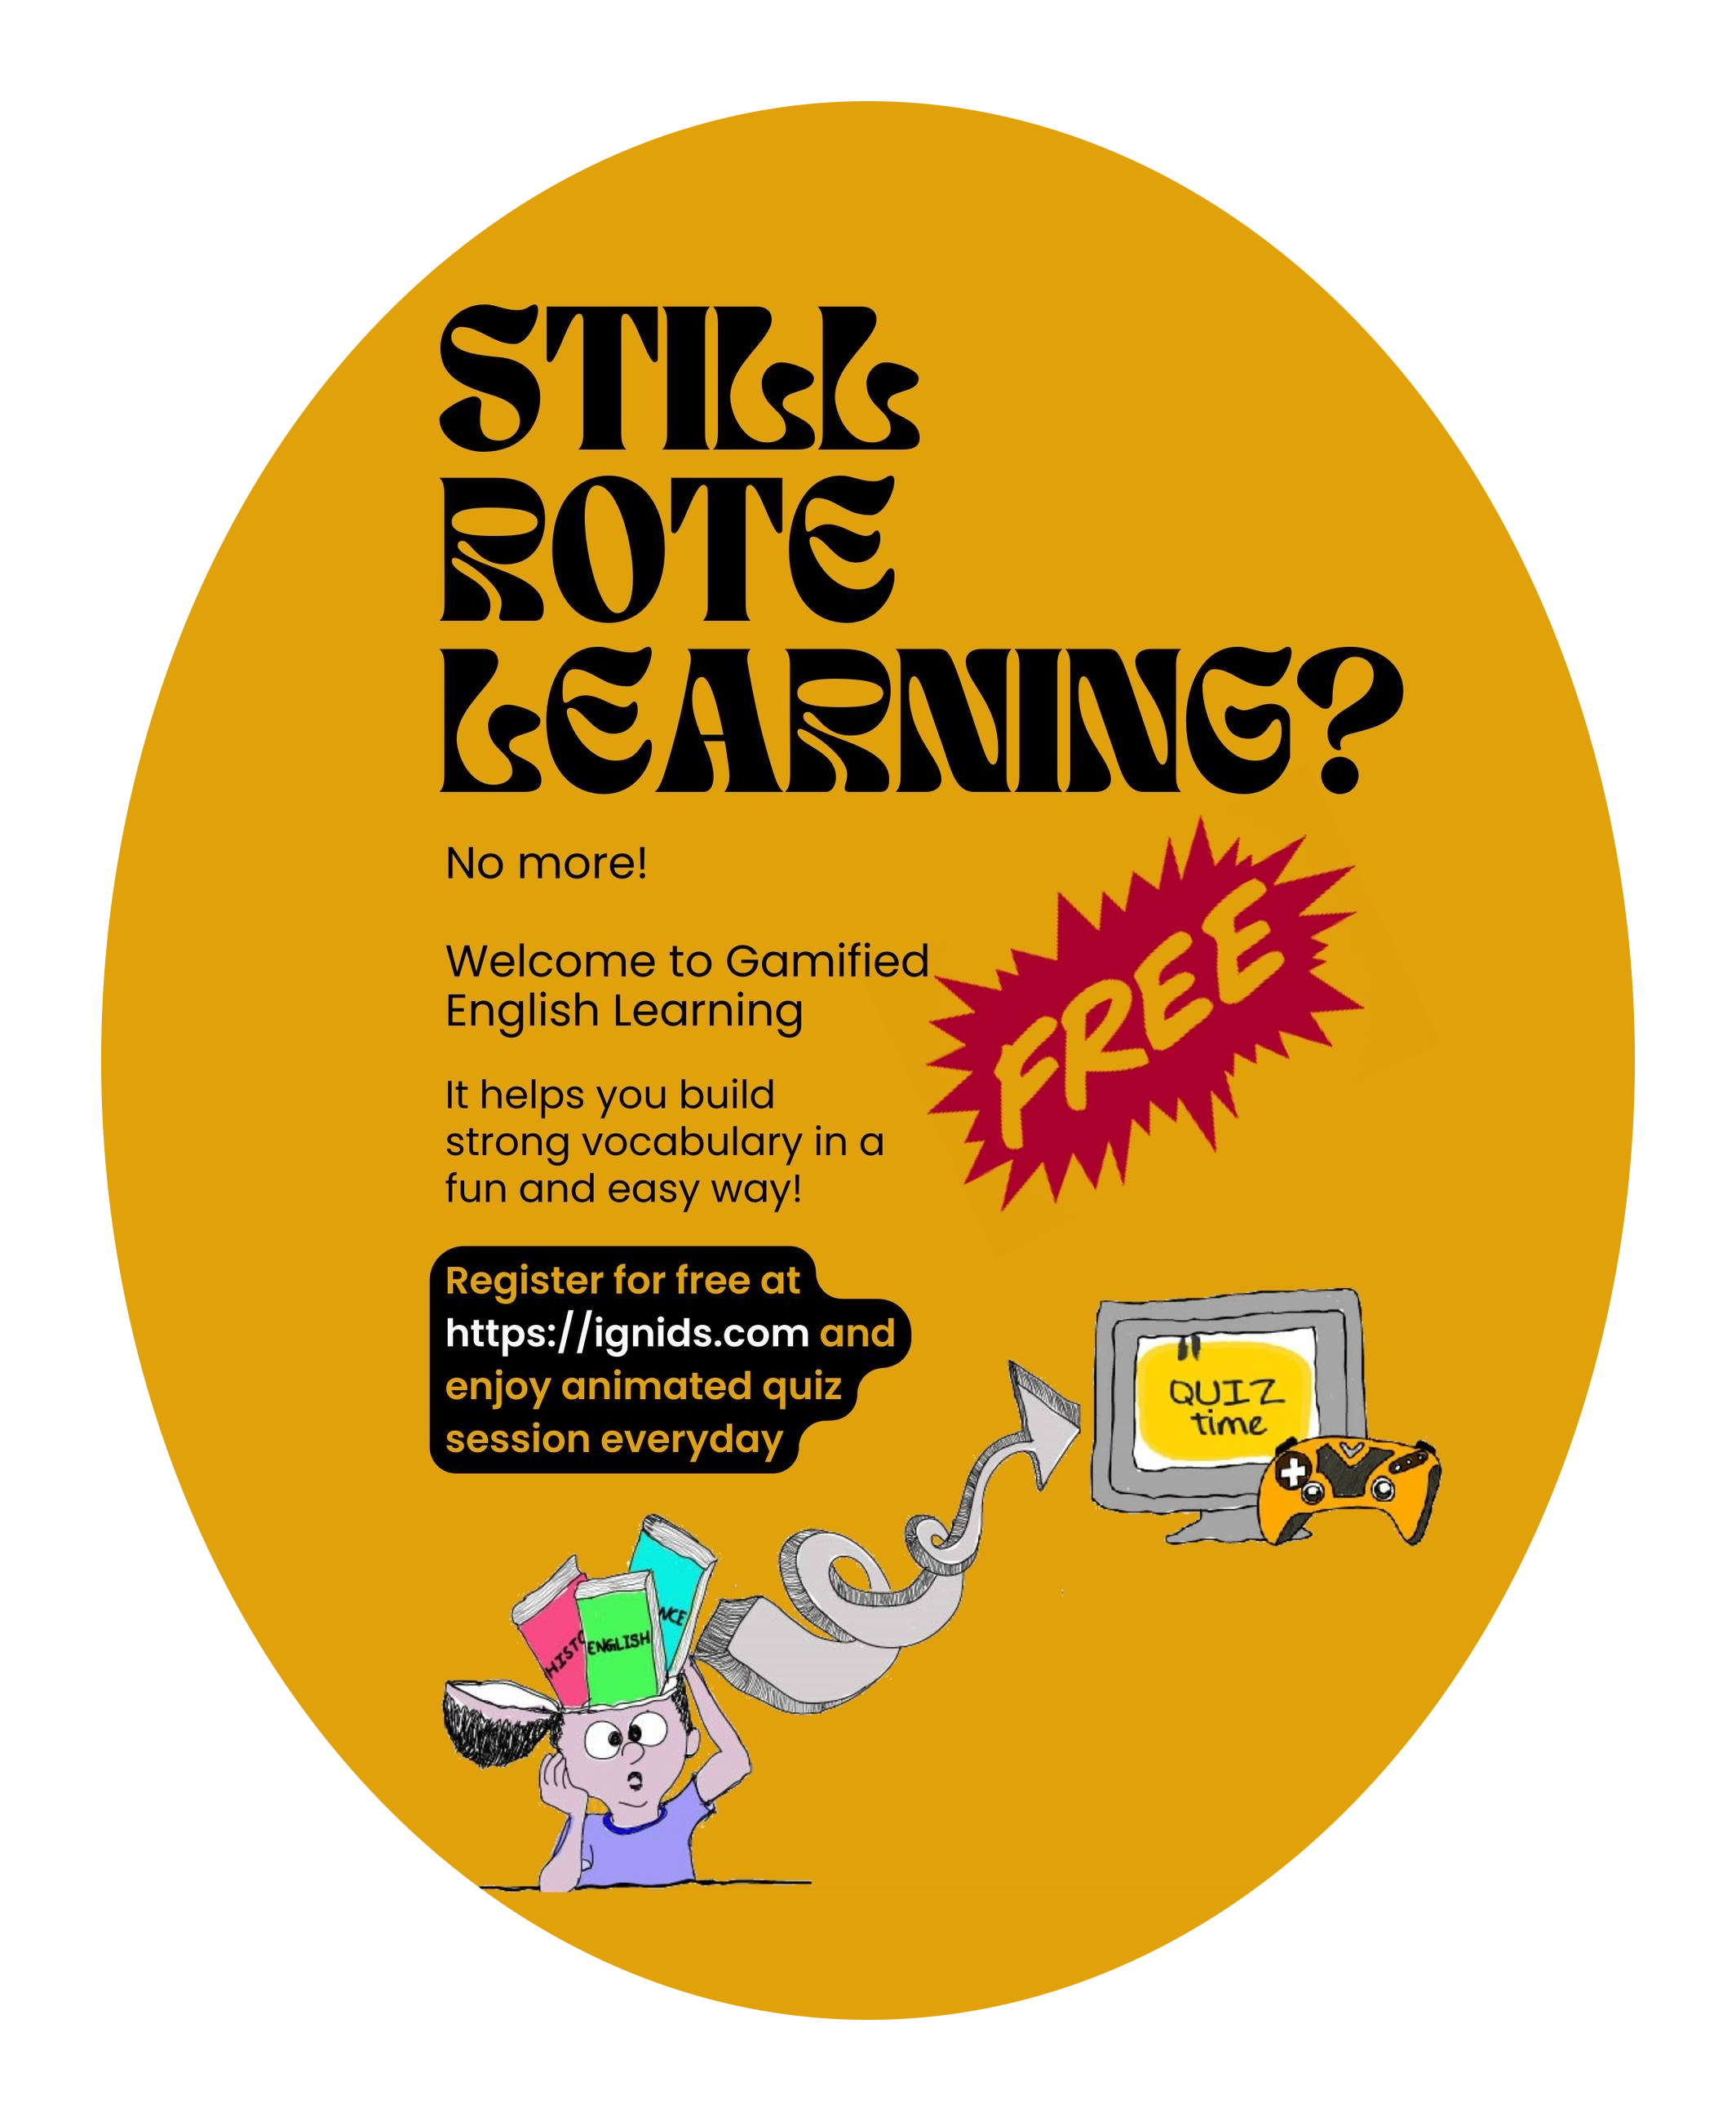 STILL
ROTE
LEARNING?
No more!
Welcome to Gamified
English Learning
FREE
It helps you build
strong vocabulary in a
fun and easy way!
Register for free at
https://ignids.com and
enjoy animated quiz
session everyday
QUIZ
time
NCE
HISTO
ENGLISH